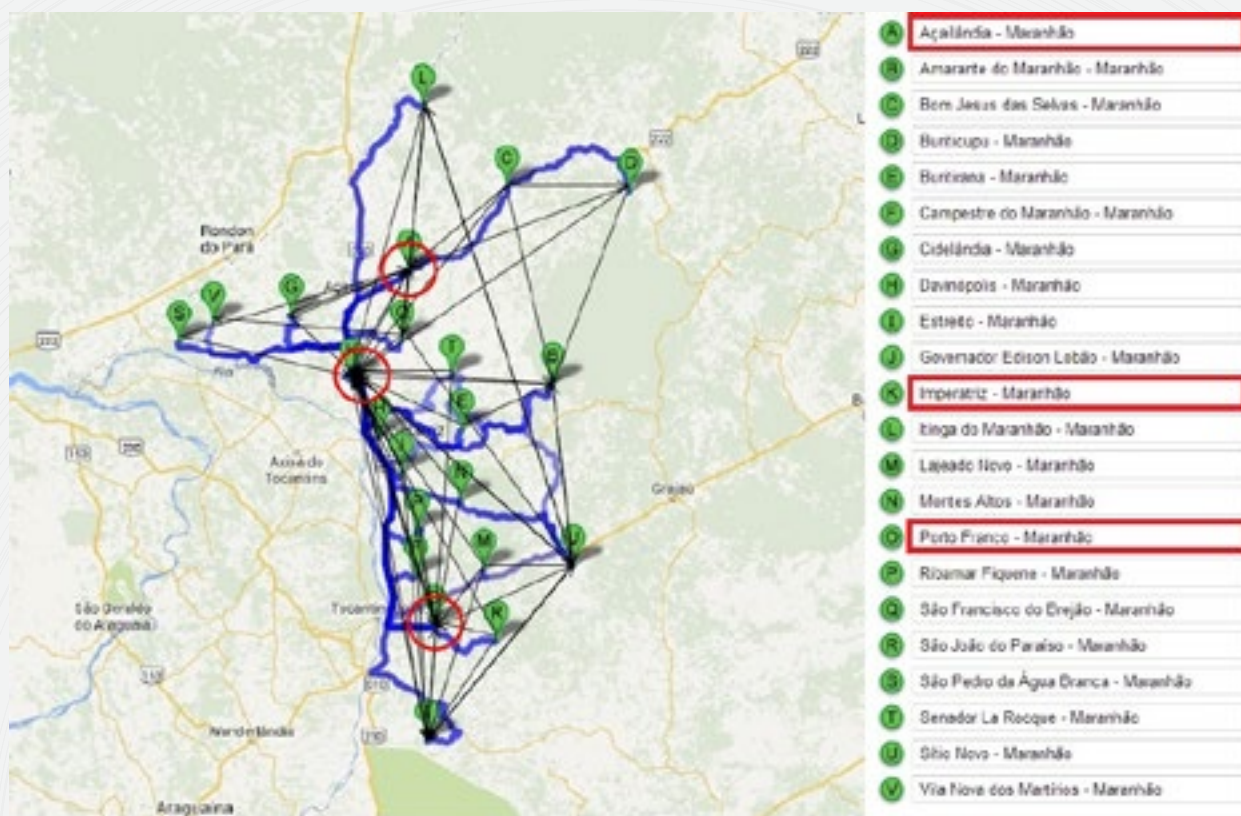 L
C
D
222
Rondon
do Pará
G
V
S
Q
T
B
E
Rio
Axixá do
Tocantins
N
Grajaú
M
U
R
São Geraldo
do Araguaia
Wanderlândia
Araguaína
A Açailândia - Maranhão
B Amarante do Maranhão - Maranhão
C Bom Jesus das Selvas - Maranhão
D Buriticupu - Maranhão
E Buritirana - Maranhão
F Campestre do Maranhão - Maranhão
G Cidelândia - Maranhão
H Davinópolis - Maranhão
I Estreito - Maranhão
J Governador Edison Lobão - Maranhão
K Imperatriz - Maranhão
L Itinga do Maranhão - Maranhão
M Lajeado Novo - Maranhão
N Montes Altos - Maranhão
O Porto Franco - Maranhão
P Ribamar Fiquene - Maranhão
Q São Francisco do Brejão - Maranhão
R São João do Paraíso - Maranhão
S São Pedro da Água Branca - Maranhão
T Senador La Rocque - Maranhão
U Sítio Novo - Maranhão
V Vila Nova dos Martírios - Maranhão